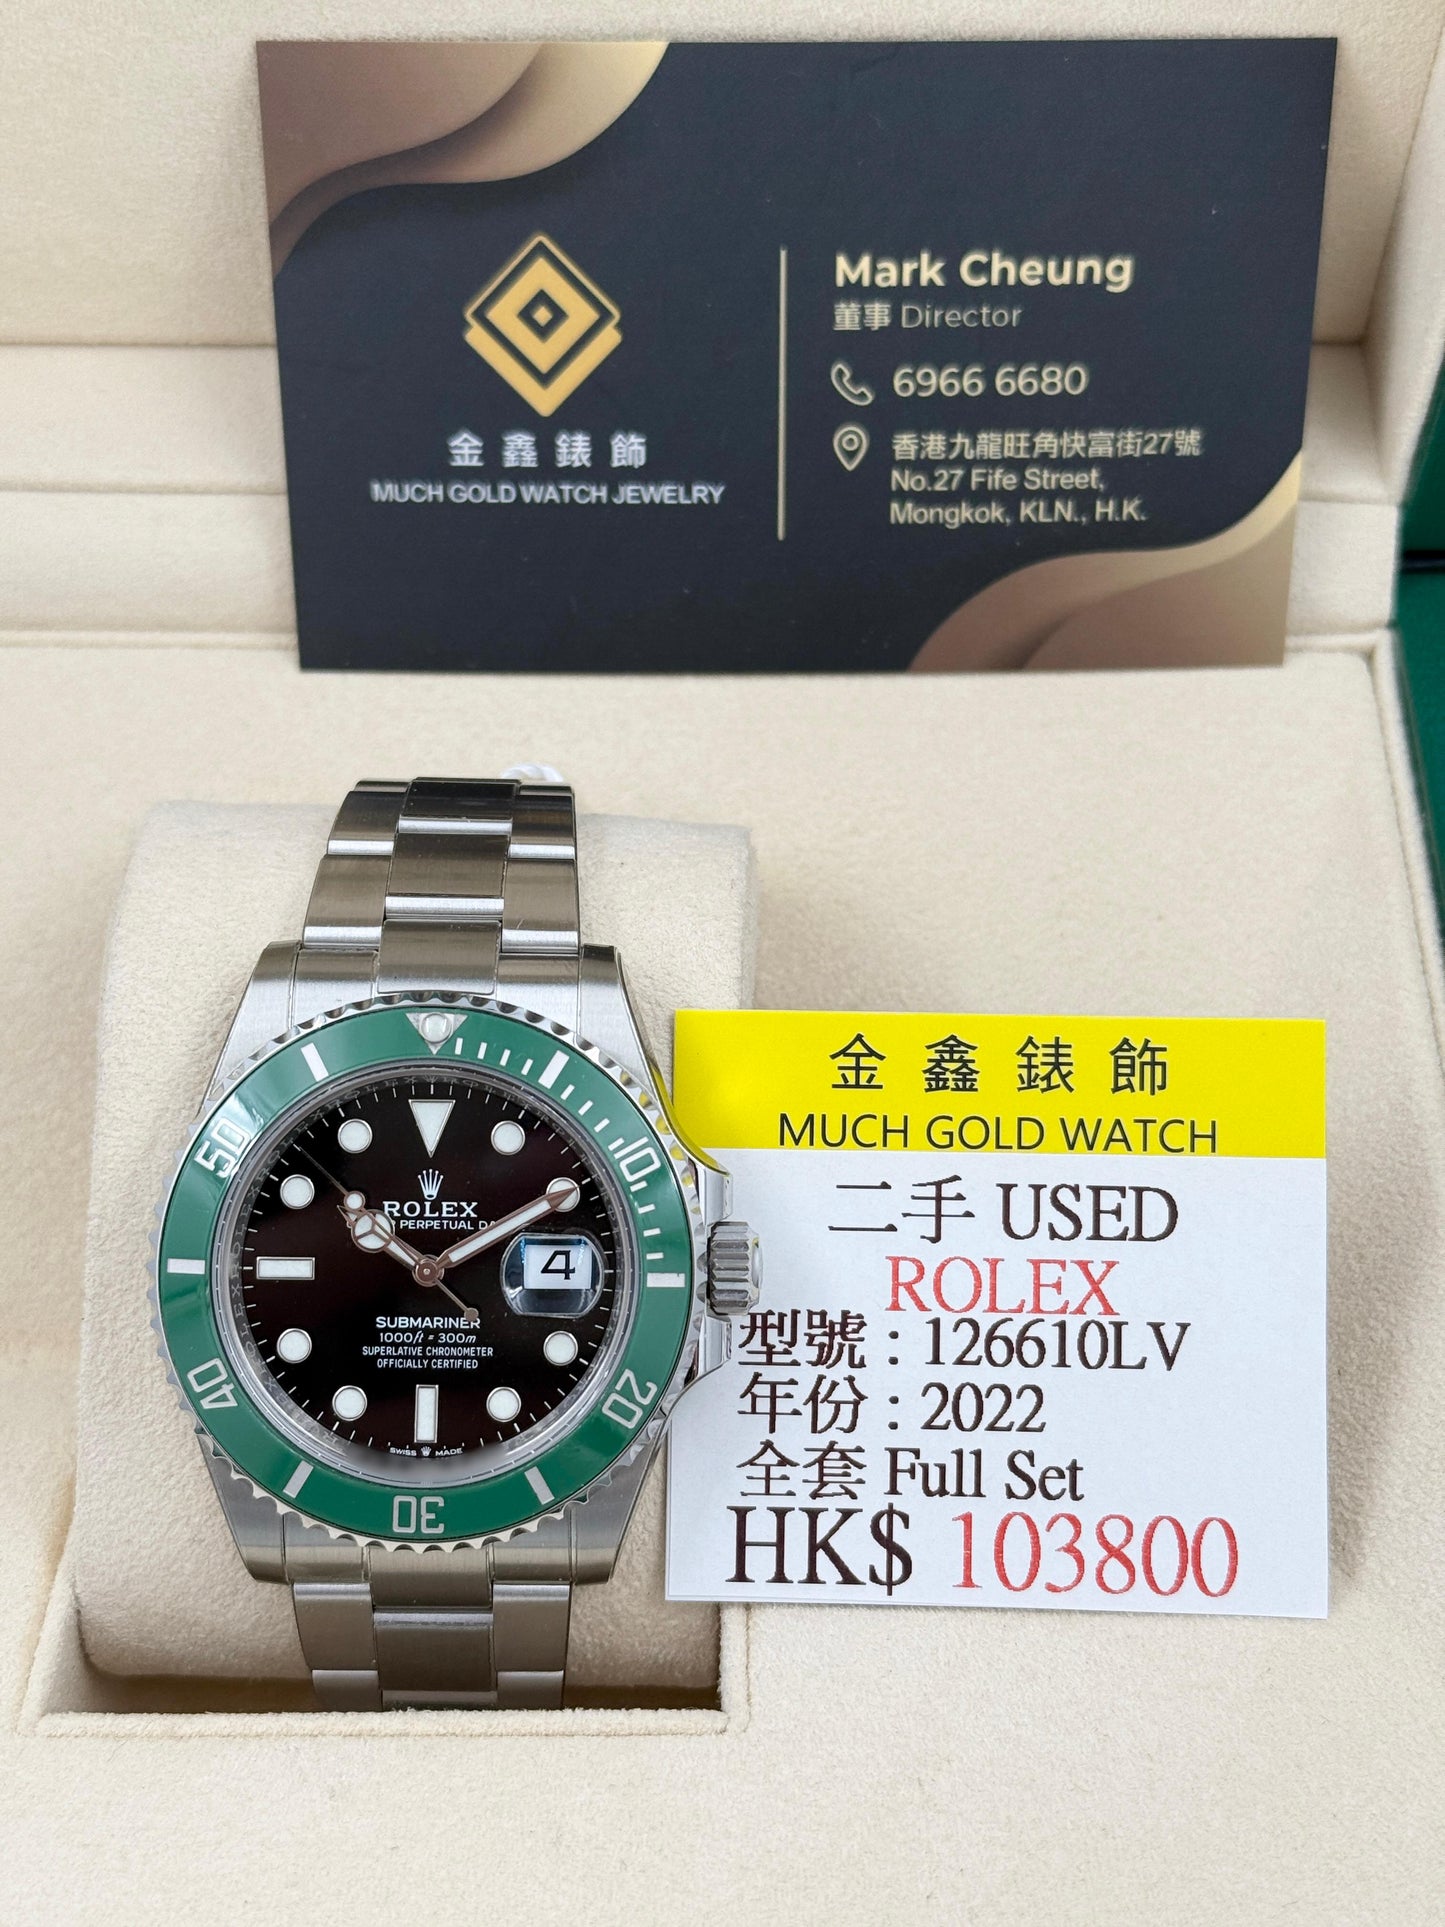 Mark Cheung
董事 Director
6966 6680
香港九龍旺角快富街27號
No.27 Fife Street,
Mongkok, KLN., H.K.
金鑫錶飾
MUCH GOLD WATCH JEWELRY
50
10
20
30
40
ROLEX
PERPETUAL DA
4
SUBMARINER
1000ft = 300m
SUPERLATIVE CHRONOMETER
OFFICIALLY CERTIFIED
SWISS MADE
金鑫錶飾
MUCH GOLD WATCH
二手 USED
ROLEX
型號 : 126610LV
年份 : 2022
全套 Full Set
HK$ 103800